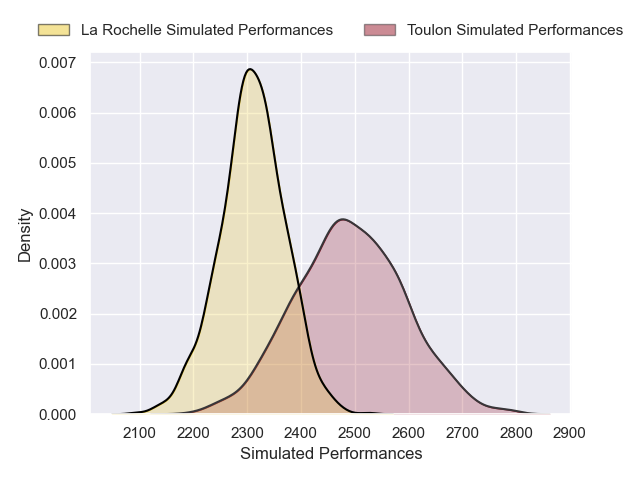 La Rochelle Simulated Performances
Toulon Simulated Performances
0.007
0.006
0.005
0.004
0.003
0.002
0.001
0.000
Density
2100 2200 2300 2400 2500 2600 2700 2800 2900
Simulated Performances